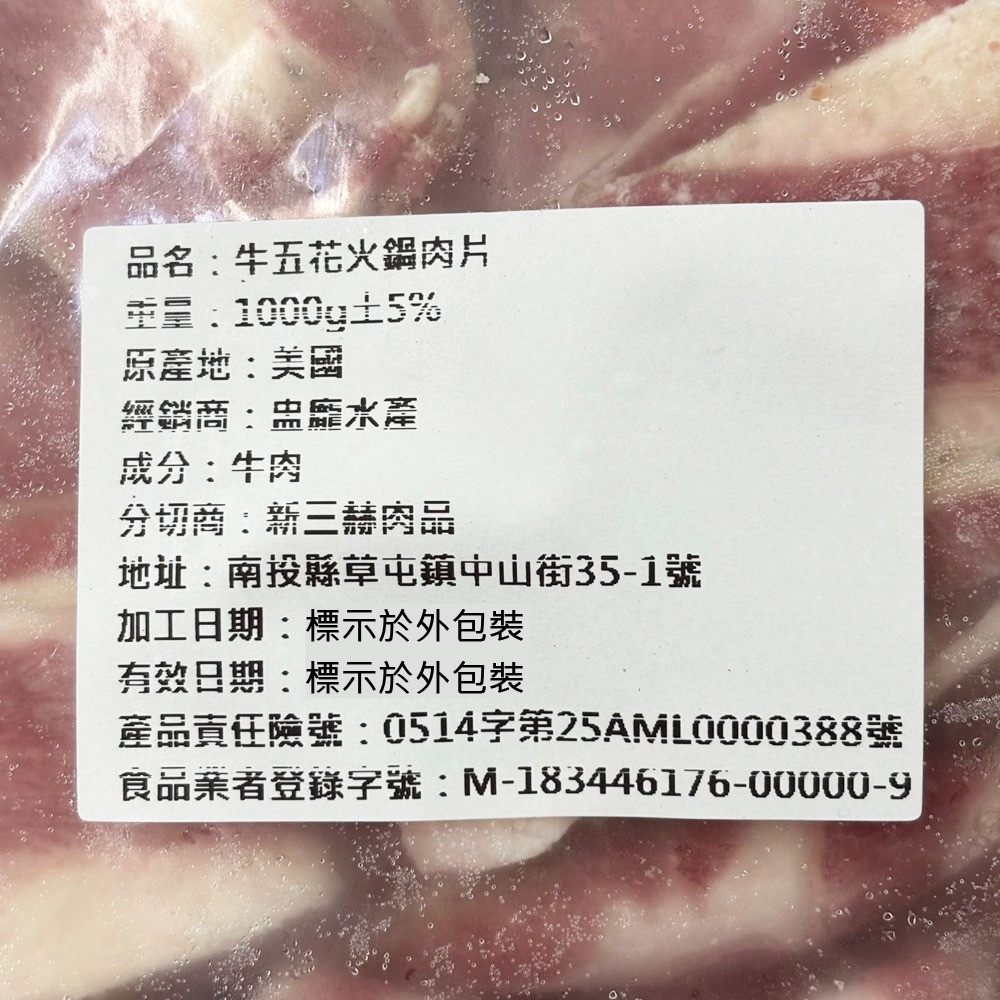 品名：牛五花火鍋肉片
重量：1000g±5%
原產地：美國
經銷商：盅龐水產
成分：牛肉
分切商：新三赫肉品
地址：南投縣草屯鎮中山街35-1號
加工日期：標示於外包裝
有效日期：標示於外包裝
產品責任險號：0514字第25AML0000388號
食品業者登錄字號：M-183446176-00000-9